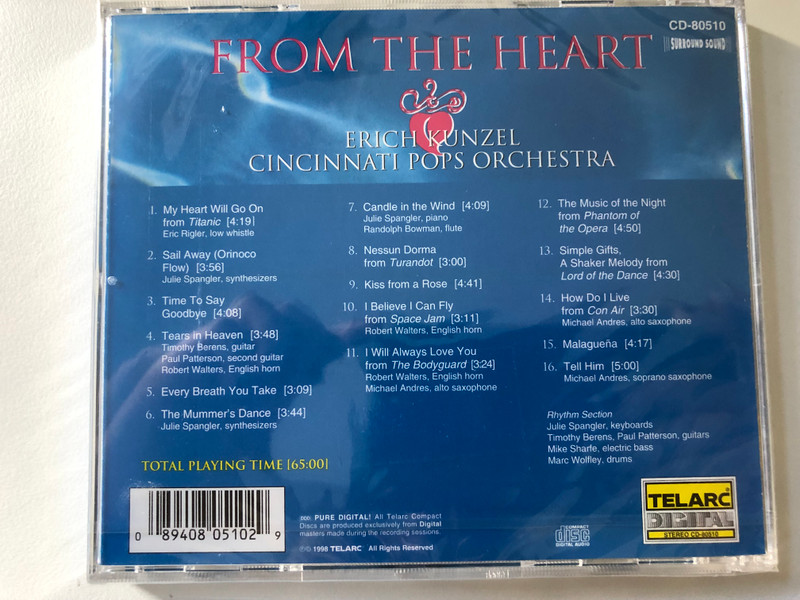 CD-80510
SURROUND SOUND
FROM THE HEART
ERICH KUNZEL
CINCINNATI POPS ORCHESTRA
1. My Heart Will Go On
from Titanic [4:19]
Eric Rigler, low whistle
2. Sail Away (Orinoco
Flow) [3:56]
Julie Spangler, synthesizers
3. Time To Say
Goodbye [4:08]
4. Tears in Heaven [3:48]
Timothy Berens, guitar
Paul Patterson, second guitar
Robert Walters, English horn
5. Every Breath You Take [3:09]
6. The Mummer's Dance [3:44]
Julie Spangler, synthesizers
7. Candle in the Wind [4:09]
Julie Spangler, piano
Randolph Bowman, flute
8. Nessun Dorma
from Turandot [3:00]
9. Kiss from a Rose [4:41]
10. I Believe I Can Fly
from Space Jam [3:11]
Robert Walters, English horn
11. I Will Always Love You
from The Bodyguard [3:24]
Robert Walters, English horn
Michael Andres, alto saxophone
12. The Music of the Night
from Phantom of
the Opera [4:50]
13. Simple Gifts,
A Shaker Melody from
Lord of the Dance [4:30]
14. How Do I Live
from Con Air [3:30]
Michael Andres, alto saxophone
15. Malagueña [4:17]
16. Tell Him [5:00]
Michael Andres, soprano saxophone
Rhythm Section
Julie Spangler, keyboards
Timothy Berens, Paul Patterson, guitars
Mike Sharfe, electric bass
Marc Wolfley, drums
TOTAL PLAYING TIME [65:00]
0 89408 05102 9
DDD: PURE DIGITAL! All Telarc Compact
Discs are produced exclusively from Digital
masters made during the recording sessions.
℗© 1998 TELARC All Rights Reserved
COMPACT
disc
DIGITAL AUDIO
TELARC
DIGITAL
STEREO CD-80510